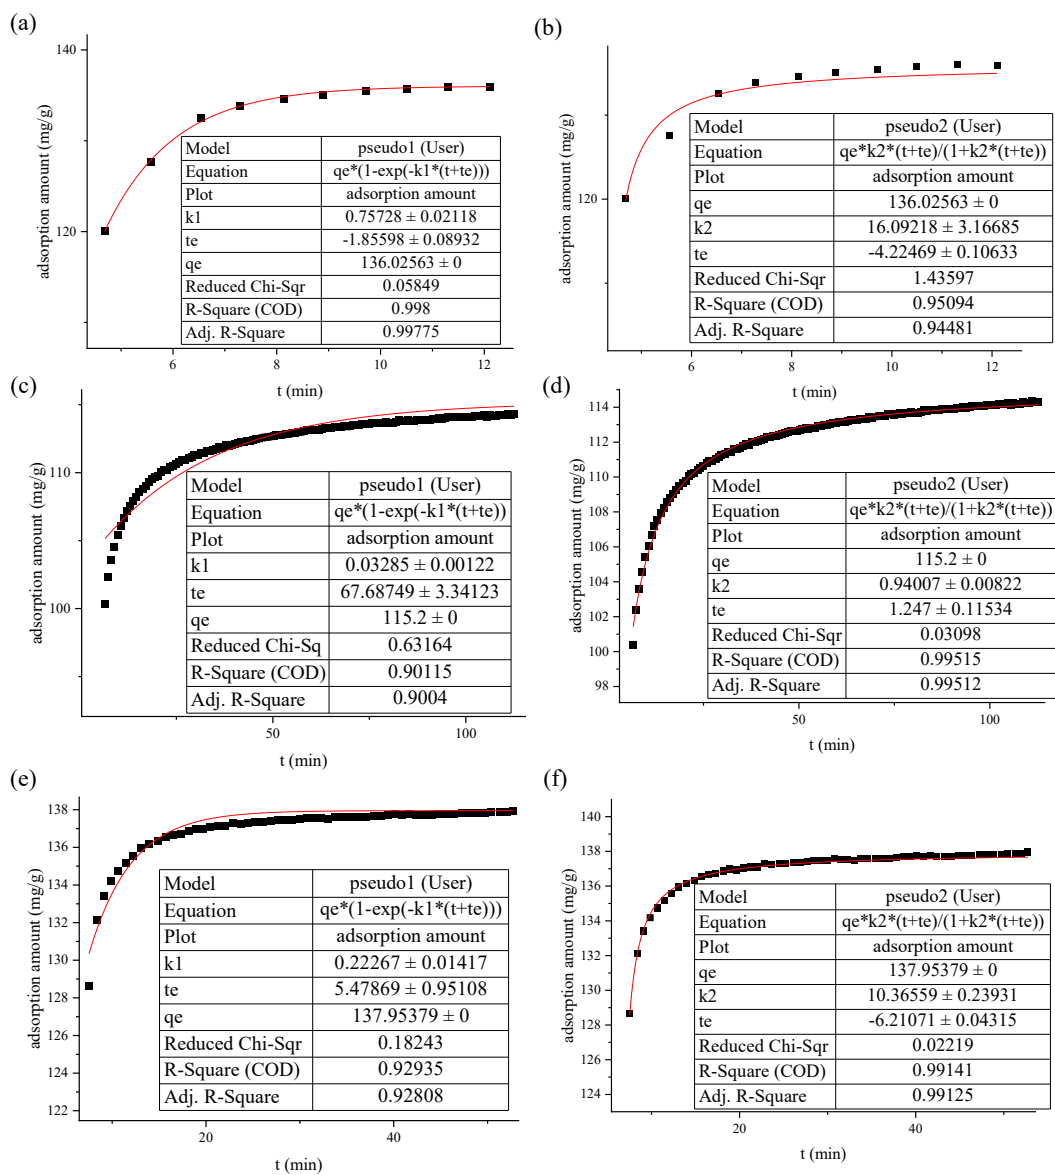 (a)
140
120
adsorption amount (mg/g)
6 8 10 12
t (min)
Model pseudo1 (User)
Equation qe*(1-exp(-k1*(t+te)))
Plot adsorption amount
k1 0.75728 ± 0.02118
te -1.85598 ± 0.08932
qe 136.02563 ± 0
Reduced Chi-Sqr 0.05849
R-Square (COD) 0.998
Adj. R-Square 0.99775
(b)
120
adsorption amount (mg/g)
6 8 10 12
t (min)
Model pseudo2 (User)
Equation qe*k2*(t+te)/(1+k2*(t+te))
Plot adsorption amount
qe 136.02563 ± 0
k2 16.09218 ± 3.16685
te -4.22469 ± 0.10633
Reduced Chi-Sqr 1.43597
R-Square (COD) 0.95094
Adj. R-Square 0.94481
(c)
110
100
adsorption amount (mg/g)
50 100
t (min)
Model pseudo1 (User)
Equation qe*(1-exp(-k1*(t+te))
Plot adsorption amount
k1 0.03285 ± 0.00122
te 67.68749 ± 3.34123
qe 115.2 ± 0
Reduced Chi-Sq 0.63164
R-Square (COD) 0.90115
Adj. R-Square 0.9004
(d)
114
112
110
108
106
104
102
100
98
adsorption amount (mg/g)
50 100
t (min)
Model pseudo2 (User)
Equation qe*k2*(t+te)/(1+k2*(t+te))
Plot adsorption amount
qe 115.2 ± 0
k2 0.94007 ± 0.00822
te 1.247 ± 0.11534
Reduced Chi-Sqr 0.03098
R-Square (COD) 0.99515
Adj. R-Square 0.99512
(e)
138
136
134
132
130
128
126
124
122
adsorption amount (mg/g)
20 40
t (min)
Model pseudo1 (User)
Equation qe*(1-exp(-k1*(t+te)))
Plot adsorption amount
k1 0.22267 ± 0.01417
te 5.47869 ± 0.95108
qe 137.95379 ± 0
Reduced Chi-Sqr 0.18243
R-Square (COD) 0.92935
Adj. R-Square 0.92808
(f)
140
138
136
134
132
130
128
126
124
adsorption amount (mg/g)
20 40
t (min)
Model pseudo2 (User)
Equation qe*k2*(t+te)/(1+k2*(t+te))
Plot adsorption amount
qe 137.95379 ± 0
k2 10.36559 ± 0.23931
te -6.21071 ± 0.04315
Reduced Chi-Sqr 0.02219
R-Square (COD) 0.99141
Adj. R-Square 0.99125